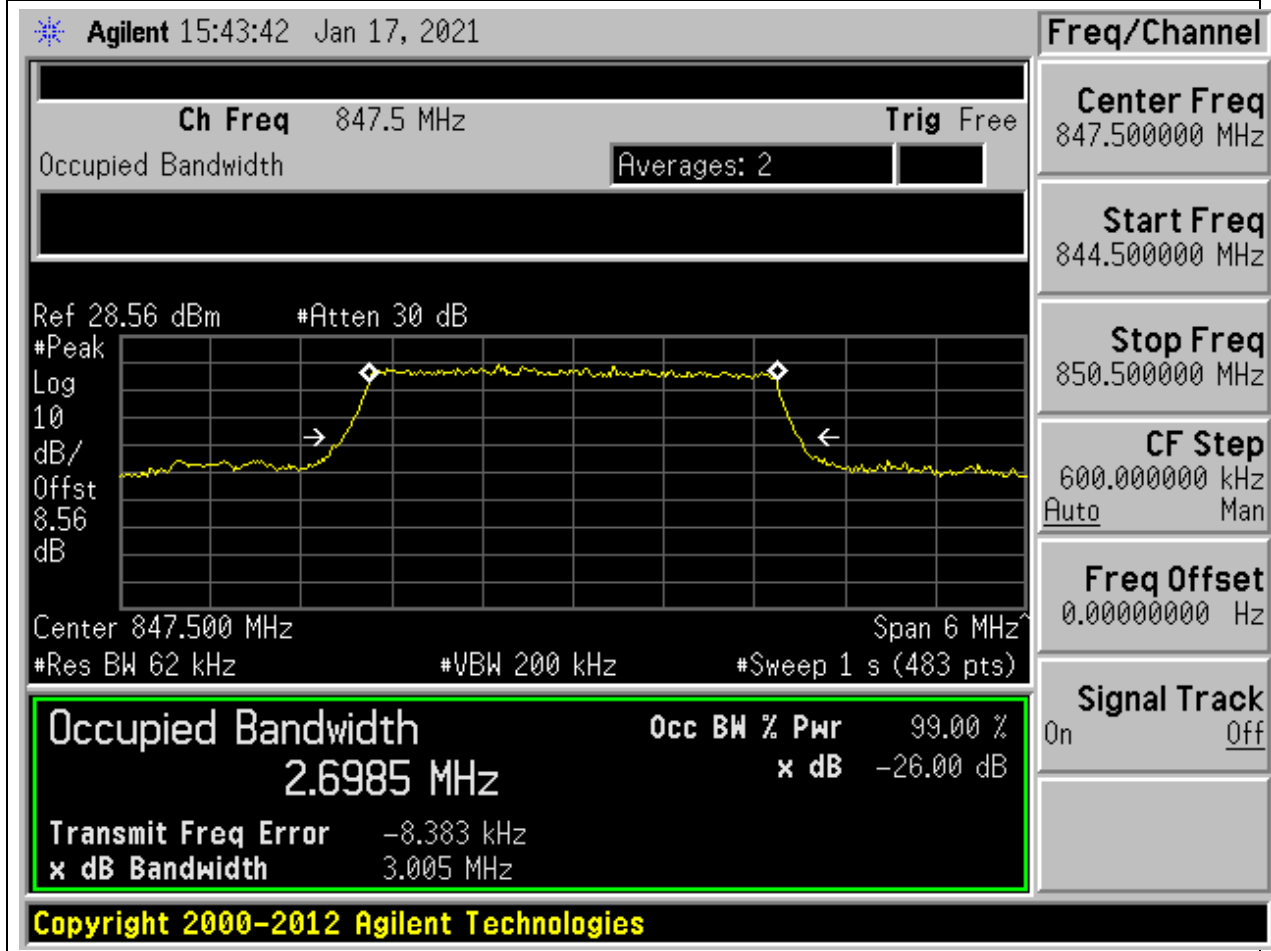 Agilent 15:43:42 Jan 17, 2021
Freq/Channel
Ch Freq 847.5 MHz Trig Free
Occupied Bandwidth Averages: 2
Ref 28.56 dBm #Atten 30 dB
#Peak
Log
10
dB/
Offst
8.56
dB
Center 847.500 MHz Span 6 MHz^
#Res BW 62 kHz #VBW 200 kHz #Sweep 1 s (483 pts)
Occupied Bandwidth Occ BW % Pwr 99.00 %
2.6985 MHz x dB -26.00 dB
Transmit Freq Error -8.383 kHz
x dB Bandwidth 3.005 MHz
Center Freq
847.500000 MHz
Start Freq
844.500000 MHz
Stop Freq
850.500000 MHz
CF Step
600.000000 kHz
Auto Man
Freq Offset
0.00000000 Hz
Signal Track
On Off
Copyright 2000-2012 Agilent Technologies